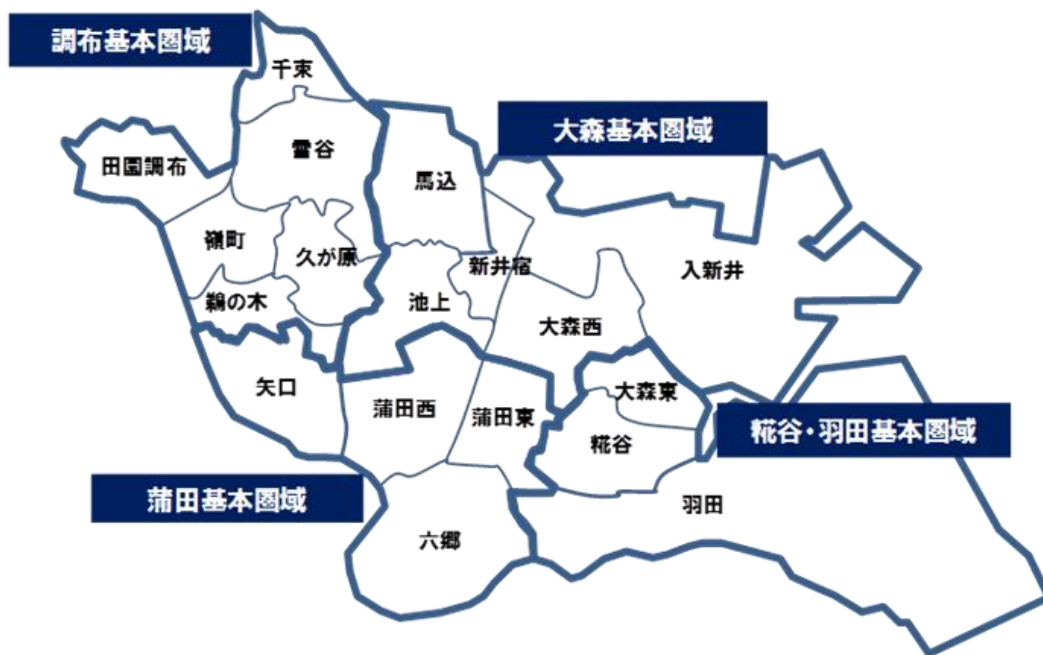 調布基本圏域
千束
大森基本圏域
雪谷
田園調布
馬込
嶺町
久が原
新井宿
入新井
鵜の木
池上
大森西
矢口
大森東
蒲田西
蒲田東
糀谷・羽田基本圏域
糀谷
蒲田基本圏域
羽田
六郷